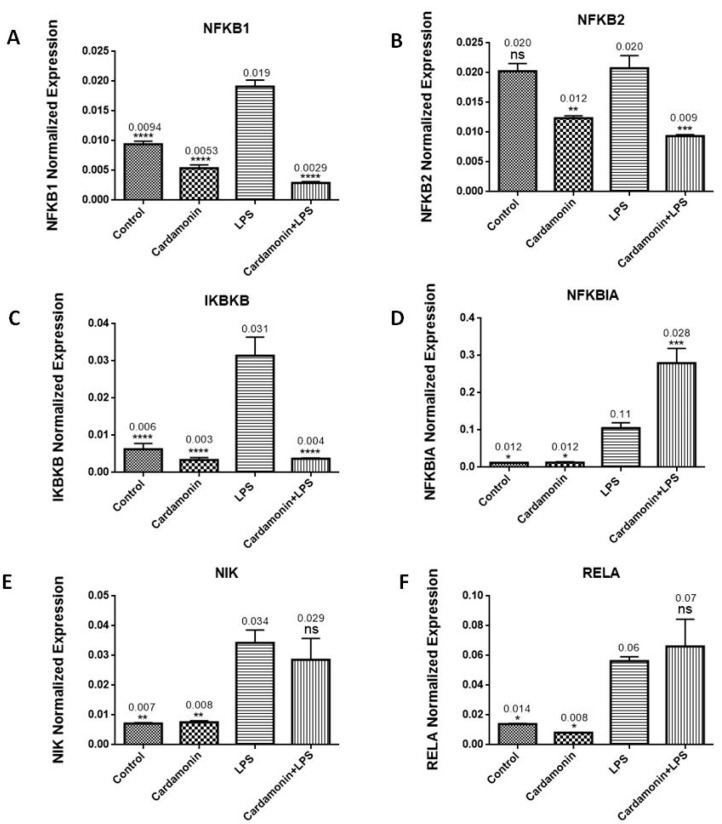 A
NFKB1
NFKB1 Normalized Expression
0.025
0.020
0.015
0.010
0.005
0.000
0.0094
****
0.0053
****
0.019
0.0029
****
Control
Cardamonin
LPS
Cardamonin+LPS
B
NFKB2
NFKB2 Normalized Expression
0.025
0.020
0.015
0.010
0.005
0.000
0.020
ns
0.012
**
0.020
0.009
***
Control
Cardamonin
LPS
Cardamonin+LPS
C
IKBKB
IKBKB Normalized Expression
0.04
0.03
0.02
0.01
0.00
0.006
****
0.003
****
0.031
0.004
****
Control
Cardamonin
LPS
Cardamonin+LPS
D
NFKBIA
NFKBIA Normalized Expression
0.4
0.3
0.2
0.1
0.0
0.012
*
0.012
*
0.11
0.028
***
Control
Cardamonin
LPS
Cardamonin+LPS
E
NIK
NIK Normalized Expression
0.05
0.04
0.03
0.02
0.01
0.00
0.007
**
0.008
**
0.034
0.029
ns
Control
Cardamonin
LPS
Cardamonin+LPS
F
RELA
RELA Normalized Expression
0.10
0.08
0.06
0.04
0.02
0.00
0.014
*
0.008
*
0.06
0.07
ns
Control
Cardamonin
LPS
Cardamonin+LPS